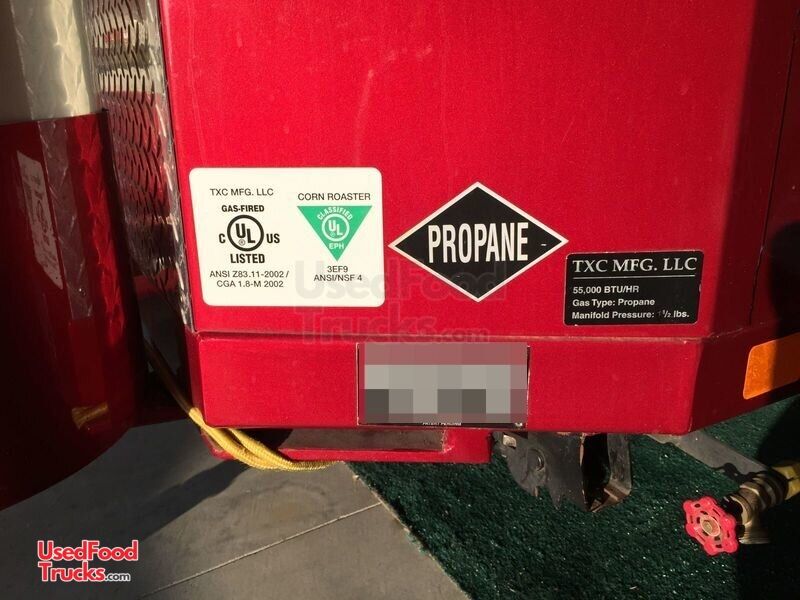 TXC MFG. LLC
GAS-FIRED
C UL US
LISTED
ANSI Z83.11-2002 /
CGA 1.8-M 2002
CORN ROASTER
CLASSIFIED
UL
EPH
3EF9
ANSI/NSF 4
PROPANE
TXC MFG. LLC
55,000 BTU/HR
Gas Type: Propane
Manifold Pressure: 1½ lbs.
UsedFood
Trucks.com
PATENT PENDING
UsedFood
Trucks.com